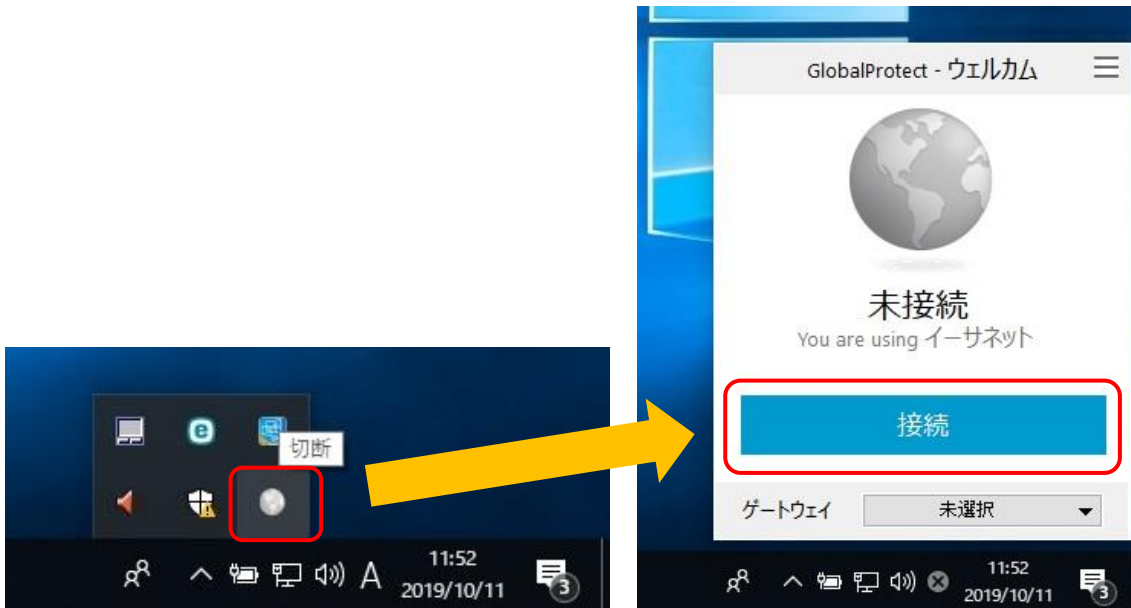 切断
A
11:52
2019/10/11
3
GlobalProtect - ウェルカム
未接続
You are using イーサネット
接続
ゲートウェイ
未選択
11:52
2019/10/11
3